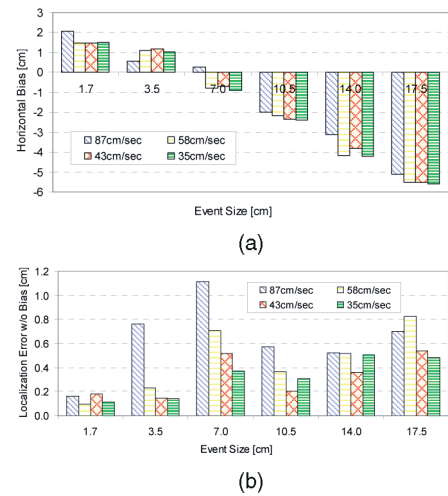 Horizontal Bias [cm]
3
2
1
0
-1
-2
-3
-4
-5
-6
1.7 3.5 7.0 10.5 14.0 17.5
87cm/sec 58cm/sec
43cm/sec 35cm/sec
Event Size [cm]
(a)
Localization Error w/o Bias [cm]
1.2
1.0
0.8
0.6
0.4
0.2
0.0
87cm/sec 58cm/sec
43cm/sec 35cm/sec
1.7 3.5 7.0 10.5 14.0 17.5
Event Size [cm]
(b)